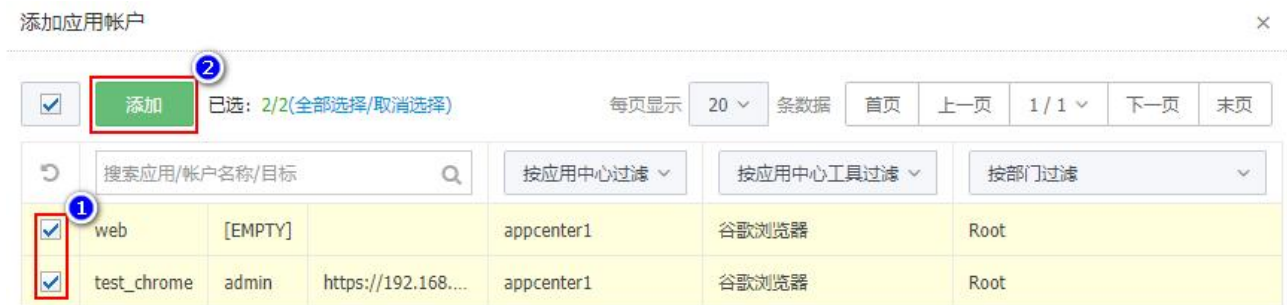 添加应用帐户 ×
2
添加 已选：2/2(全部选择/取消选择) 每页显示 20 条数据 首页 上一页 1 / 1 下一页 末页
搜索应用/帐户名称/目标 按应用中心过滤 按应用中心工具过滤 按部门过滤
1
web [EMPTY] appcenter1 谷歌浏览器 Root
test_chrome admin https://192.168.... appcenter1 谷歌浏览器 Root